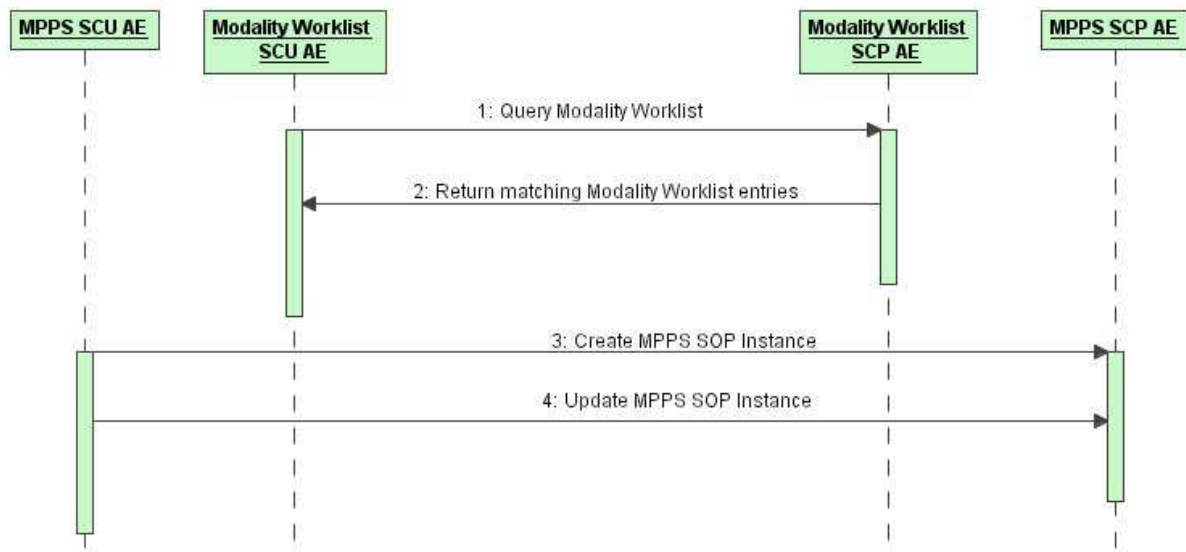 MPPS SCU AE
Modality Worklist
SCU AE
Modality Worklist
SCP AE
MPPS SCP AE
1: Query Modality Worklist
2: Return matching Modality Worklist entries
3: Create MPPS SOP Instance
4: Update MPPS SOP Instance